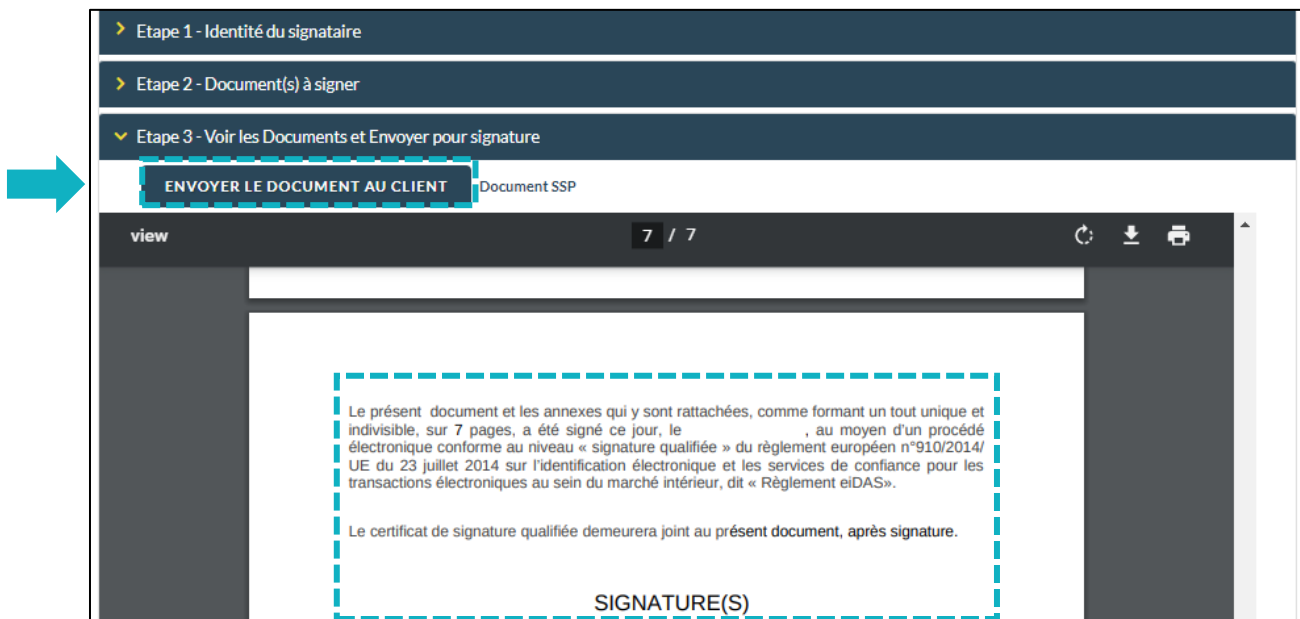 Etape 1 - Identité du signataire
Etape 2 - Document(s) à signer
Etape 3 - Voir les Documents et Envoyer pour signature
ENVOYER LE DOCUMENT AU CLIENT Document SSP
view 7 / 7
Le présent document et les annexes qui y sont rattachées, comme formant un tout unique et
indivisible, sur 7 pages, a été signé ce jour, le , au moyen d'un procédé
électronique conforme au niveau « signature qualifiée » du règlement européen n°910/2014/
UE du 23 juillet 2014 sur l'identification électronique et les services de confiance pour les
transactions électroniques au sein du marché intérieur, dit « Règlement eiDAS».
Le certificat de signature qualifiée demeurera joint au présent document, après signature.
SIGNATURE(S)